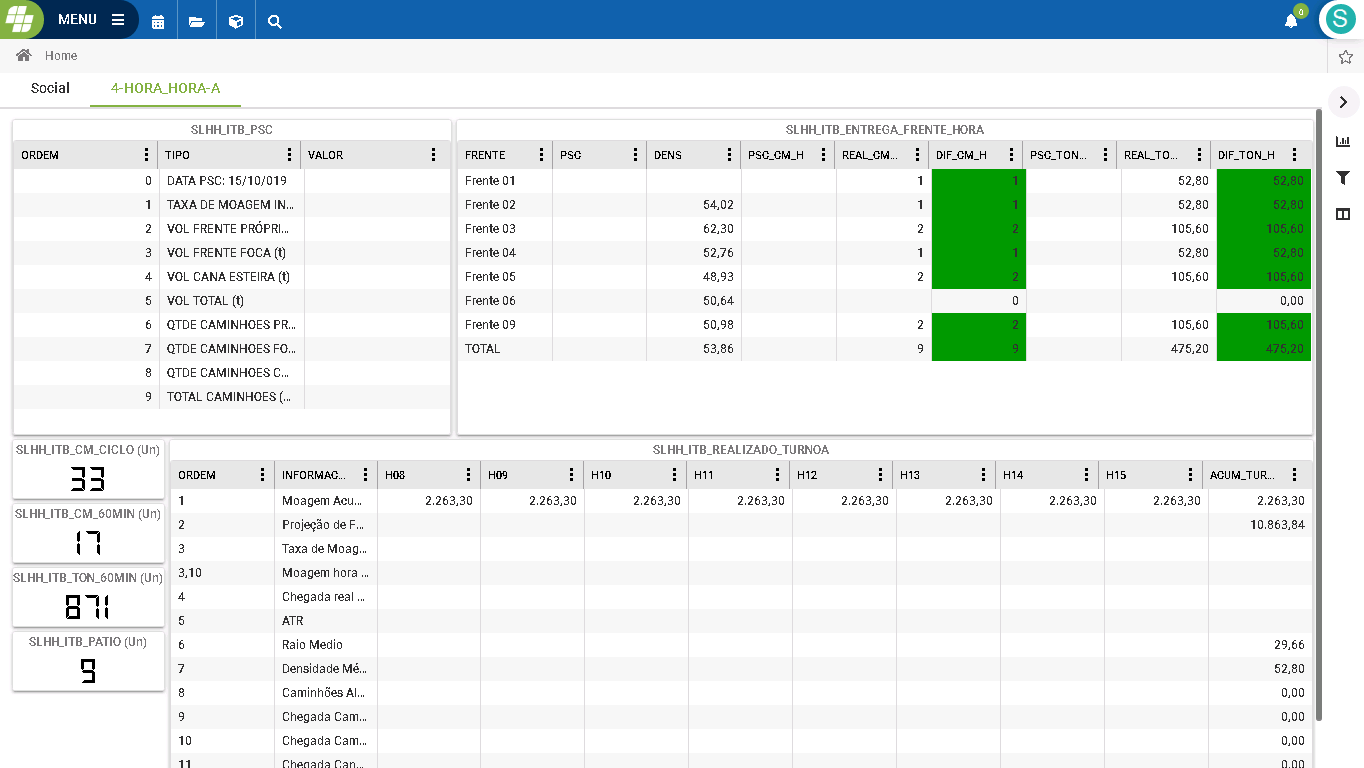 MENU
0
S
Home
Social 4-HORA_HORA-A
SLHH_ITB_PSC
ORDEM TIPO VALOR
0 DATA PSC: 15/10/019
1 TAXA DE MOAGEM IN...
2 VOL FRENTE PRÓPRI...
3 VOL FRENTE FOCA (t)
4 VOL CANA ESTEIRA (t)
5 VOL TOTAL (t)
6 QTDE CAMINHOES PR...
7 QTDE CAMINHOES FO...
8 QTDE CAMINHOES C...
9 TOTAL CAMINHOES (...
SLHH_ITB_ENTREGA_FRENTE_HORA
FRENTE PSC DENS PSC_CM_H REAL_CM... DIF_CM_H PSC_TON... REAL_TO... DIF_TON_H
Frente 01 1 1 52,80 52,80
Frente 02 54,02 1 1 52,80 52,80
Frente 03 62,30 2 2 105,60 105,60
Frente 04 52,76 1 1 52,80 52,80
Frente 05 48,93 2 2 105,60 105,60
Frente 06 50,64 0 0,00
Frente 09 50,98 2 2 105,60 105,60
TOTAL 53,86 9 9 475,20 475,20
SLHH_ITB_CM_CICLO (Un)
33
SLHH_ITB_CM_60MIN (Un)
17
SLHH_ITB_TON_60MIN (Un)
871
SLHH_ITB_PATIO (Un)
9
SLHH_ITB_REALIZADO_TURNOA
ORDEM INFORMAC... H08 H09 H10 H11 H12 H13 H14 H15 ACUM_TUR...
1 Moagem Acu... 2.263,30 2.263,30 2.263,30 2.263,30 2.263,30 2.263,30 2.263,30 2.263,30 2.263,30
2 Projeção de F... 10.863,84
3 Taxa de Moag...
3,10 Moagem hora ...
4 Chegada real ...
5 ATR
6 Raio Medio 29,66
7 Densidade Mé... 52,80
8 Caminhões Al... 0,00
9 Chegada Cam... 0,00
10 Chegada Cam... 0,00
11 Chegada Can... 0,00